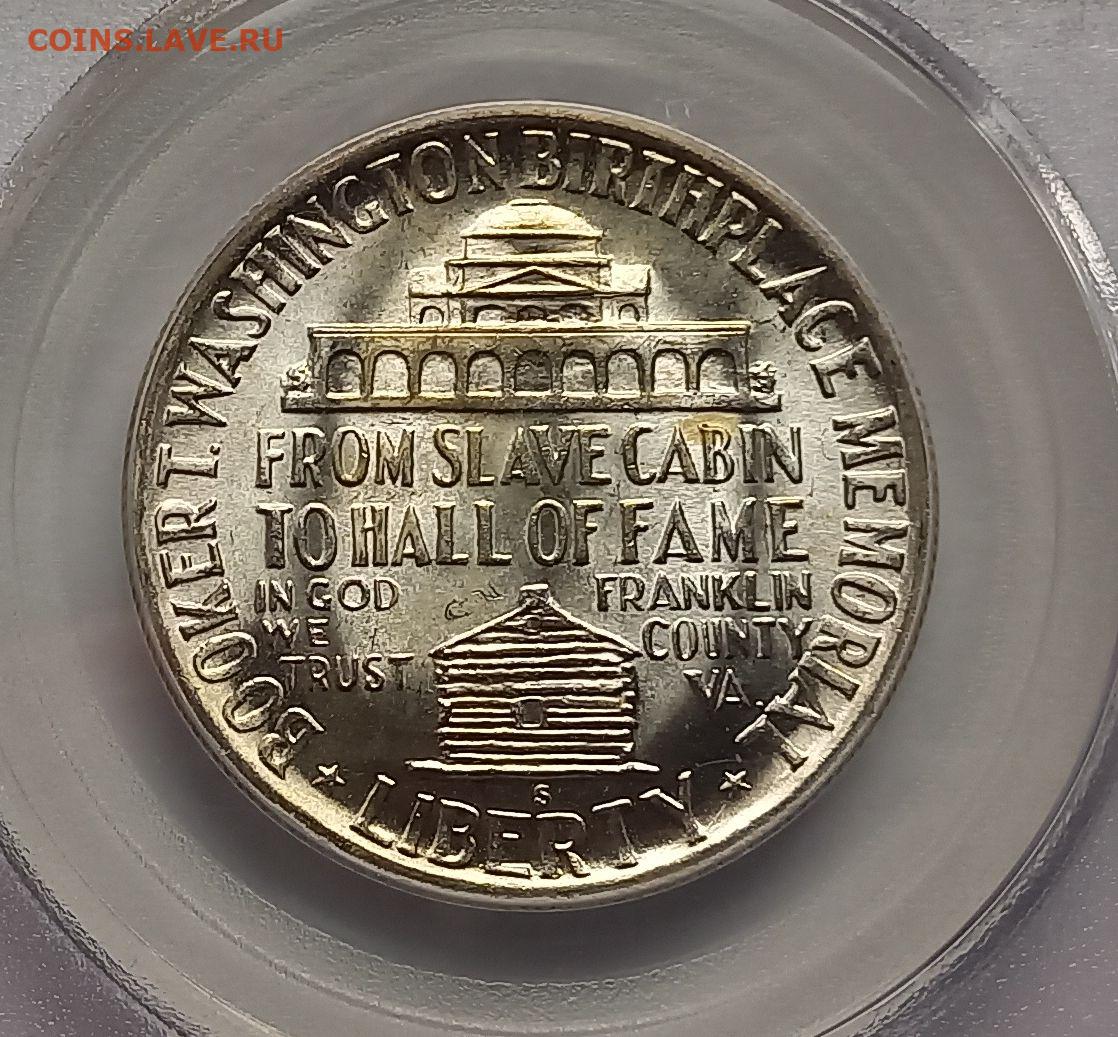 COINS.LAVE.RU
BOOKER T. WASHINGTON BIRTHPLACE MEMORIAL
FROM SLAVE CABIN
TO HALL OF FAME
IN GOD
WE
TRUST
FRANKLIN
COUNTY
VA.
S
LIBERTY